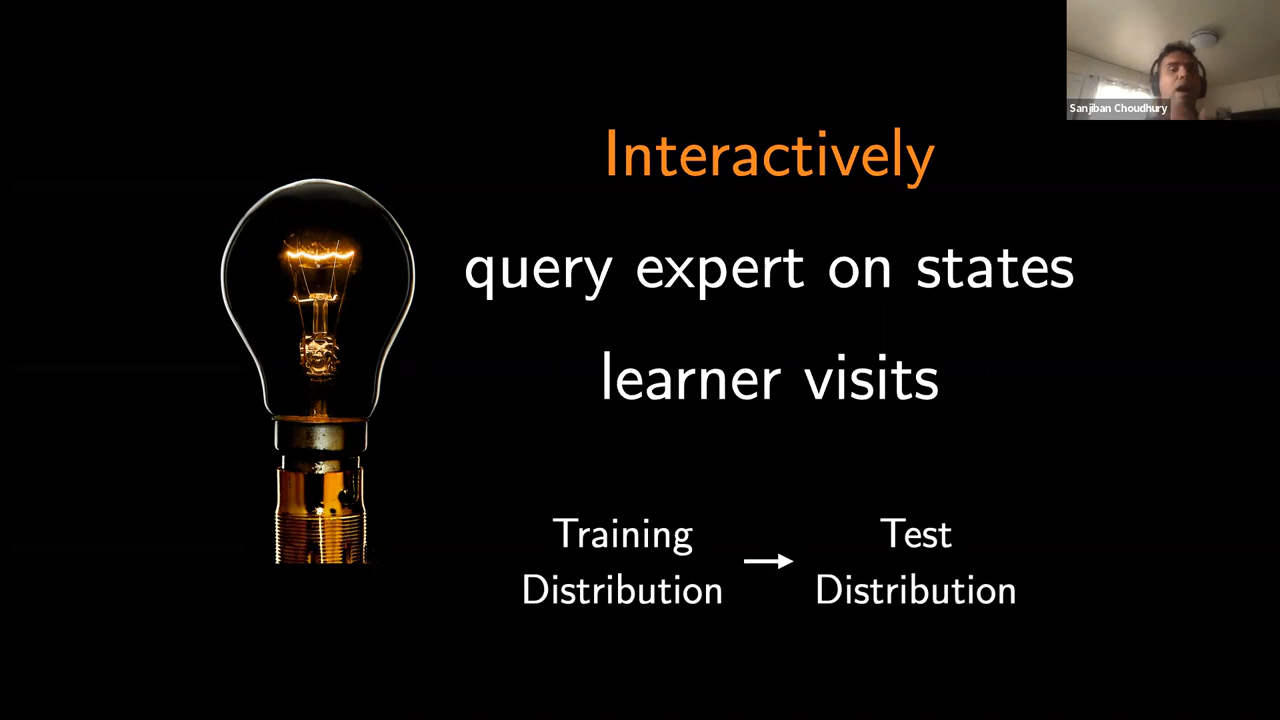 Sanjiban Choudhury
Interactively
query expert on states
learner visits
Training
Distribution
Test
Distribution